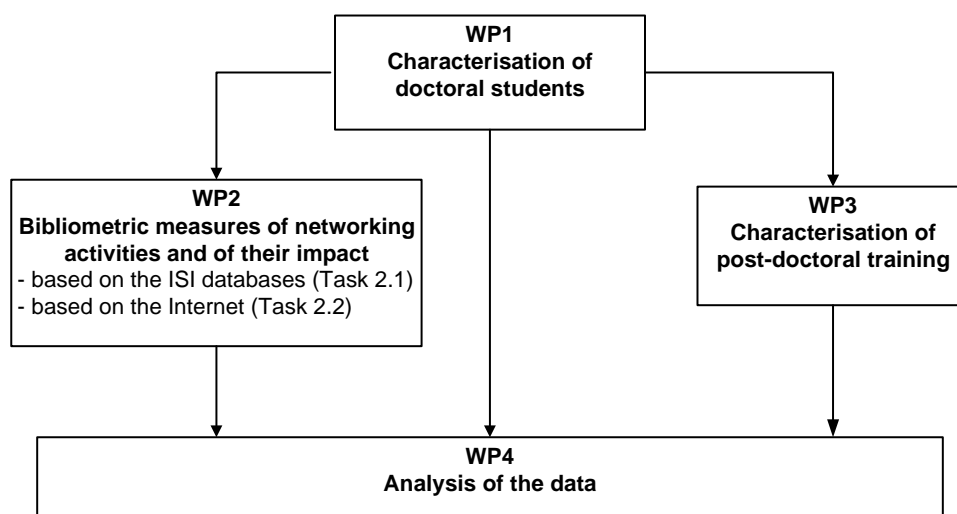 WP1
Characterisation of
doctoral students
WP2
Bibliometric measures of networking
activities and of their impact
- based on the ISI databases (Task 2.1)
- based on the Internet (Task 2.2)
WP3
Characterisation of
post-doctoral training
WP4
Analysis of the data